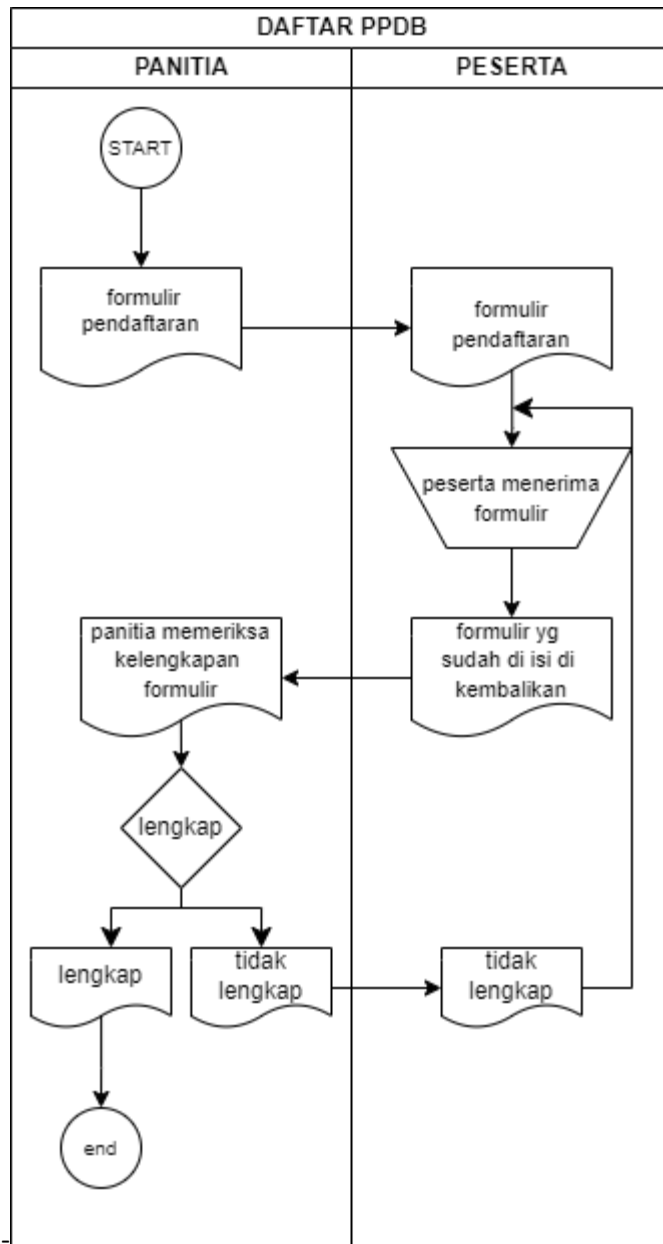 DAFTAR PPDB
PANITIA
PESERTA
START
formulir
pendaftaran
formulir
pendaftaran
peserta menerima
formulir
formulir yg
sudah di isi di
kembalikan
panitia memeriksa
kelengkapan
formulir
lengkap
lengkap
tidak
lengkap
tidak
lengkap
end